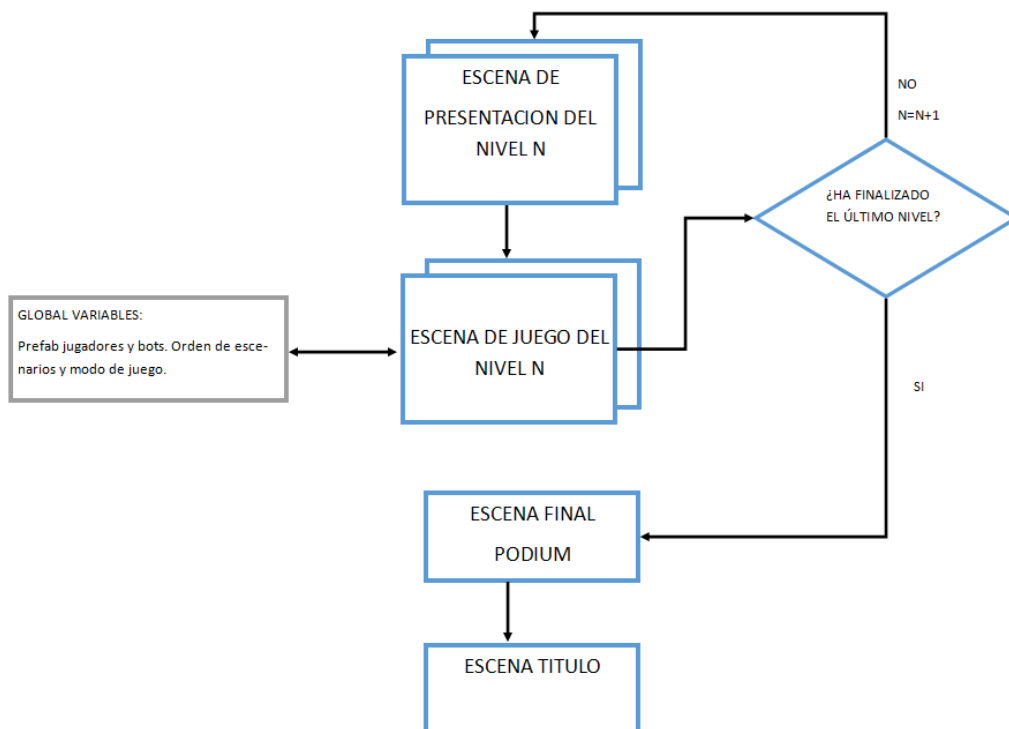 ESCENA DE
PRESENTACION DEL
NIVEL N
NO
N=N+1
¿HA FINALIZADO
EL ÚLTIMO NIVEL?
GLOBAL VARIABLES:
Prefab jugadores y bots. Orden de esce-
narios y modo de juego.
ESCENA DE JUEGO DEL
NIVEL N
SI
ESCENA FINAL
PODIUM
ESCENA TITULO